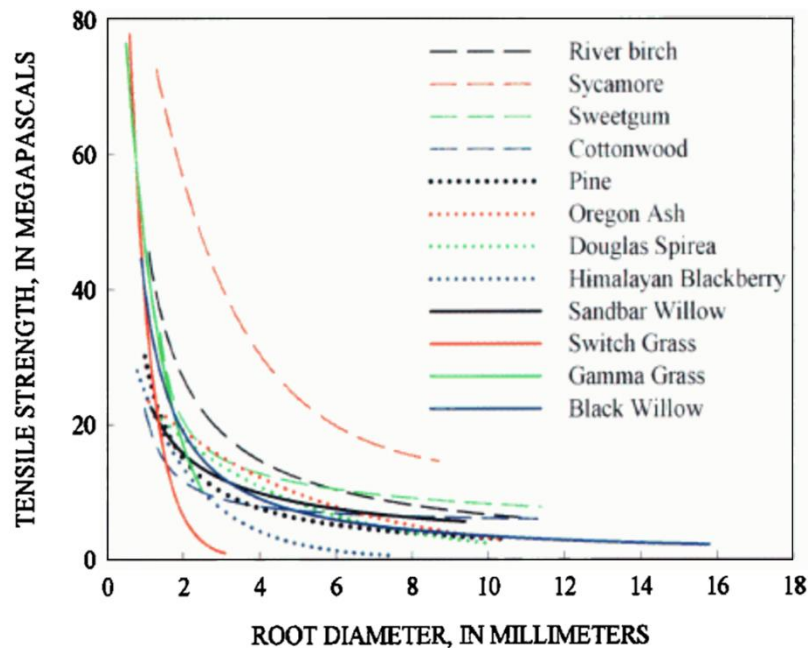 TENSILE STRENGTH, IN MEGAPASCALS
80
60
40
20
0
River birch
Sycamore
Sweetgum
Cottonwood
Pine
Oregon Ash
Douglas Spirea
Himalayan Blackberry
Sandbar Willow
Switch Grass
Gamma Grass
Black Willow
0 2 4 6 8 10 12 14 16 18
ROOT DIAMETER, IN MILLIMETERS